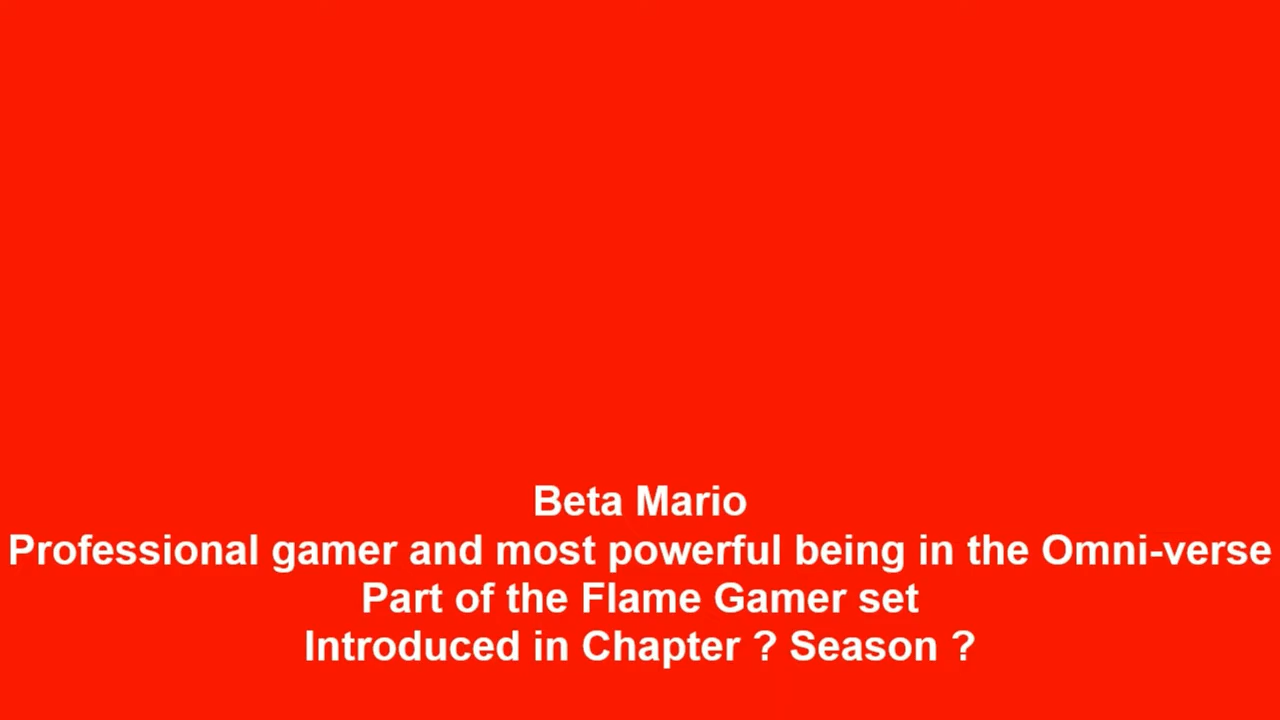 Beta Mario
Professional gamer and most powerful being in the Omni-verse
Part of the Flame Gamer set
Introduced in Chapter ? Season ?